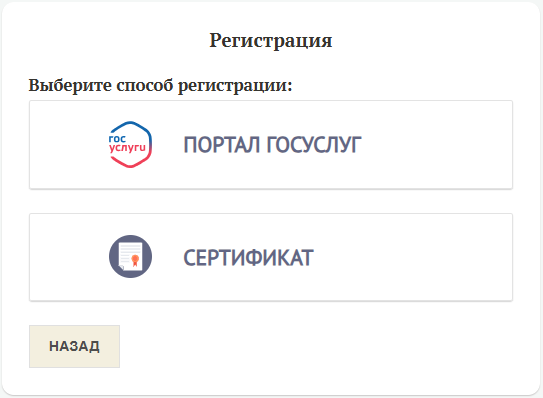 Регистрация
Выберите способ регистрации:
гос
услуги
ПОРТАЛ ГОСУСЛУГ
СЕРТИФИКАТ
НАЗАД